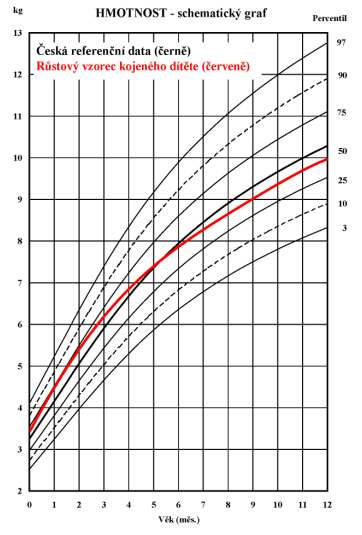 kg
HMOTNOST - schematický graf
Percentil
13
97
Česká referenční data (černě)
Růstový vzorec kojeného dítěte (červeně)
12
90
11
75
10
50
25
9
10
3
8
7
6
5
4
3
2
0 1 2 3 4 5 6 7 8 9 10 11 12
Věk (měs.)